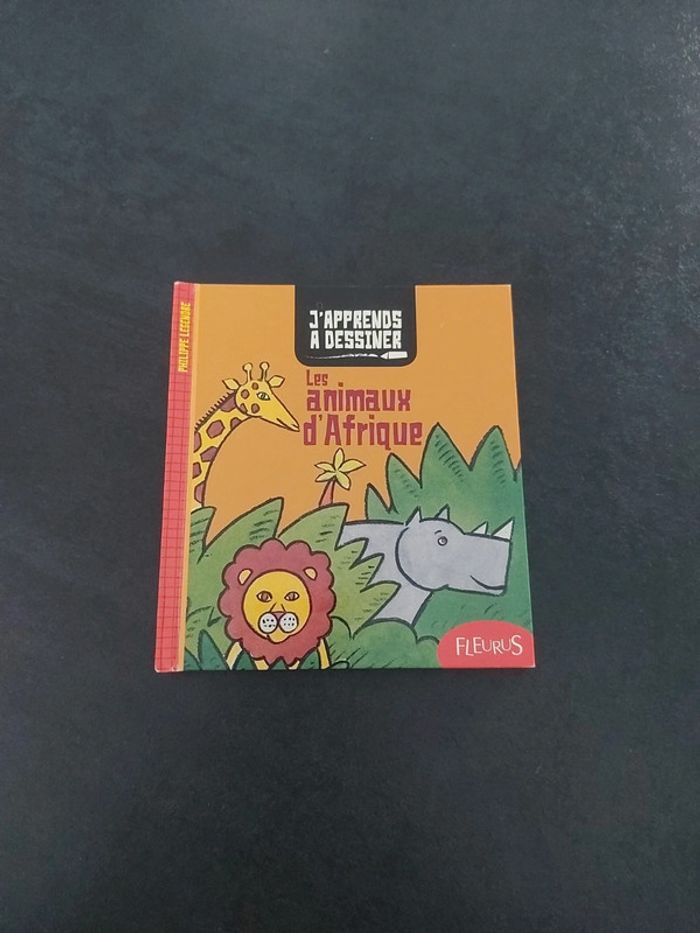 PHILIPPE LEGENDRE
J'APPRENDS
A DESSINER
Les
animaux
d'Afrique
FLEURUS